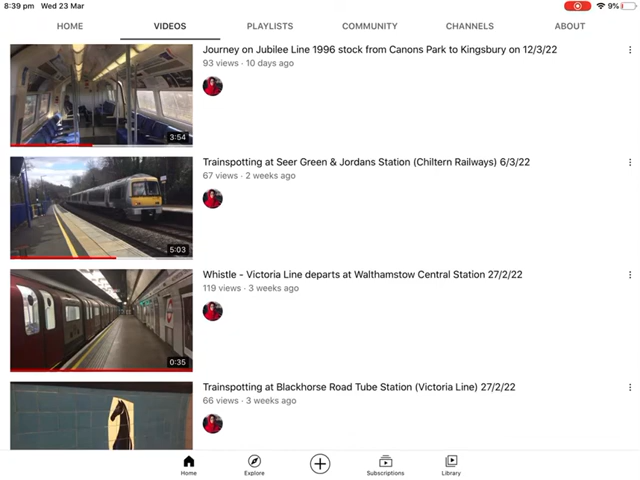 8:39 pm Wed 23 Mar
9%
HOME VIDEOS PLAYLISTS COMMUNITY CHANNELS ABOUT
Journey on Jubilee Line 1996 stock from Canons Park to Kingsbury on 12/3/22
93 views · 10 days ago
3:54
Trainspotting at Seer Green & Jordans Station (Chiltern Railways) 6/3/22
67 views · 2 weeks ago
5:03
Whistle - Victoria Line departs at Walthamstow Central Station 27/2/22
119 views · 3 weeks ago
0:35
Trainspotting at Blackhorse Road Tube Station (Victoria Line) 27/2/22
66 views · 3 weeks ago
Home Explore Subscriptions Library